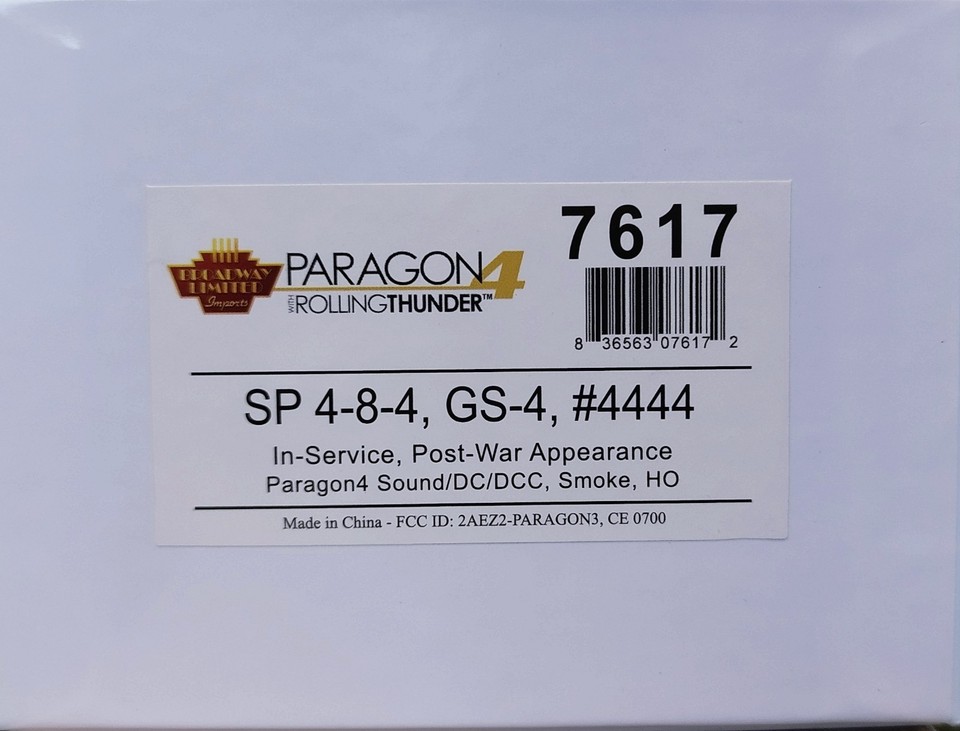 7617
BROADWAY
LIMITED
Imports
PARAGON4
WITH ROLLINGTHUNDER™
8 36563 07617 2
SP 4-8-4, GS-4, #4444
In-Service, Post-War Appearance
Paragon4 Sound/DC/DCC, Smoke, HO
Made in China - FCC ID: 2AEZ2-PARAGON3, CE 0700